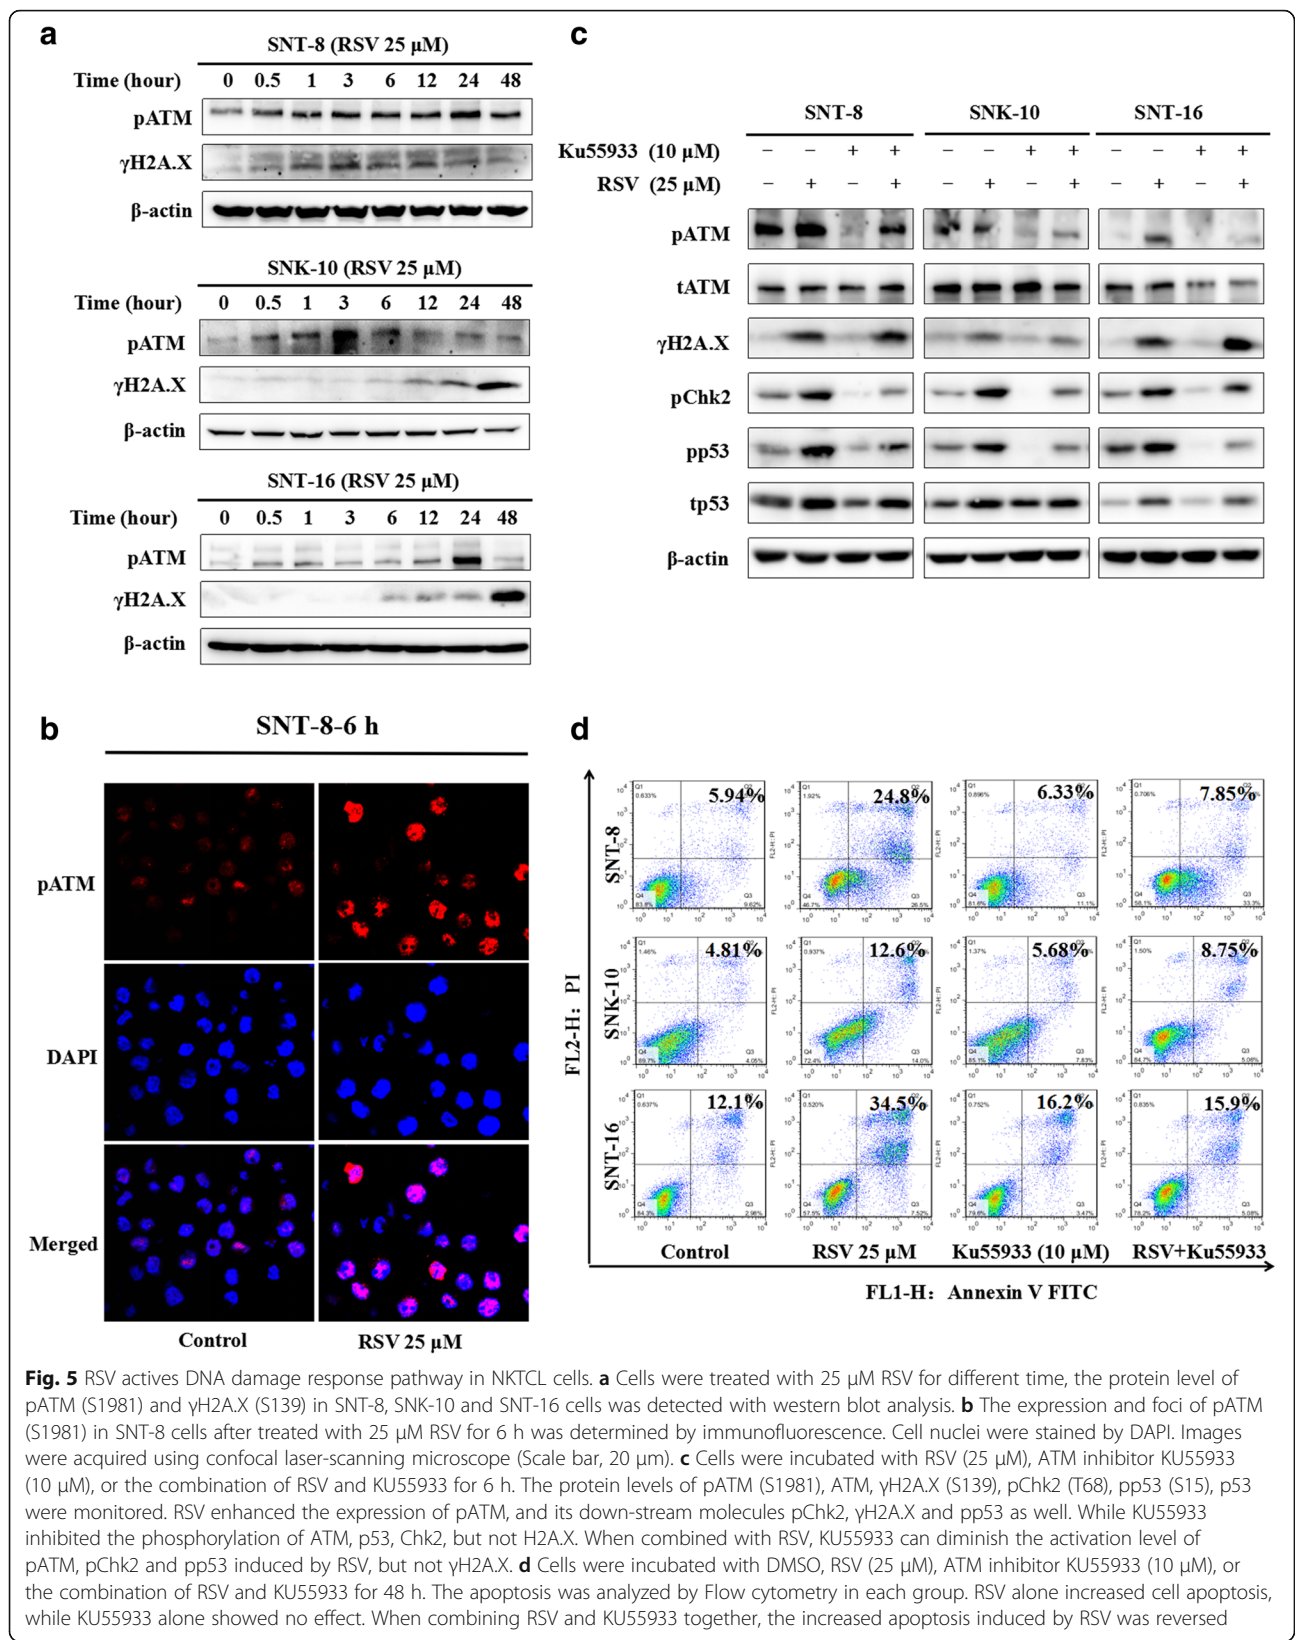 a
SNT-8 (RSV 25 μM)
Time (hour) 0 0.5 1 3 6 12 24 48
pATM
γH2A.X
β-actin
SNK-10 (RSV 25 μM)
Time (hour) 0 0.5 1 3 6 12 24 48
pATM
γH2A.X
β-actin
SNT-16 (RSV 25 μM)
Time (hour) 0 0.5 1 3 6 12 24 48
pATM
γH2A.X
β-actin
c
SNT-8 SNK-10 SNT-16
Ku55933 (10 μM) − − + + − − + + − − + +
RSV (25 μM) − + − + − + − + − + − +
pATM
tATM
γH2A.X
pChk2
pp53
tp53
β-actin
b
SNT-8-6 h
pATM
DAPI
Merged
Control RSV 25 μM
d
FL2-H: PI
SNT-8
5.94% 24.8% 6.33% 7.85%
SNK-10
4.81% 12.6% 5.68% 8.75%
SNT-16
12.1% 34.5% 16.2% 15.9%
Control RSV 25 μM Ku55933 (10 μM) RSV+Ku55933
FL1-H: Annexin V FITC
Fig. 5 RSV actives DNA damage response pathway in NKTCL cells. a Cells were treated with 25 μM RSV for different time, the protein level of
pATM (S1981) and γH2A.X (S139) in SNT-8, SNK-10 and SNT-16 cells was detected with western blot analysis. b The expression and foci of pATM
(S1981) in SNT-8 cells after treated with 25 μM RSV for 6 h was determined by immunofluorescence. Cell nuclei were stained by DAPI. Images
were acquired using confocal laser-scanning microscope (Scale bar, 20 μm). c Cells were incubated with RSV (25 μM), ATM inhibitor KU55933
(10 μM), or the combination of RSV and KU55933 for 6 h. The protein levels of pATM (S1981), ATM, γH2A.X (S139), pChk2 (T68), pp53 (S15), p53
were monitored. RSV enhanced the expression of pATM, and its down-stream molecules pChk2, γH2A.X and pp53 as well. While KU55933
inhibited the phosphorylation of ATM, p53, Chk2, but not H2A.X. When combined with RSV, KU55933 can diminish the activation level of
pATM, pChk2 and pp53 induced by RSV, but not γH2A.X. d Cells were incubated with DMSO, RSV (25 μM), ATM inhibitor KU55933 (10 μM), or
the combination of RSV and KU55933 for 48 h. The apoptosis was analyzed by Flow cytometry in each group. RSV alone increased cell apoptosis,
while KU55933 alone showed no effect. When combining RSV and KU55933 together, the increased apoptosis induced by RSV was reversed